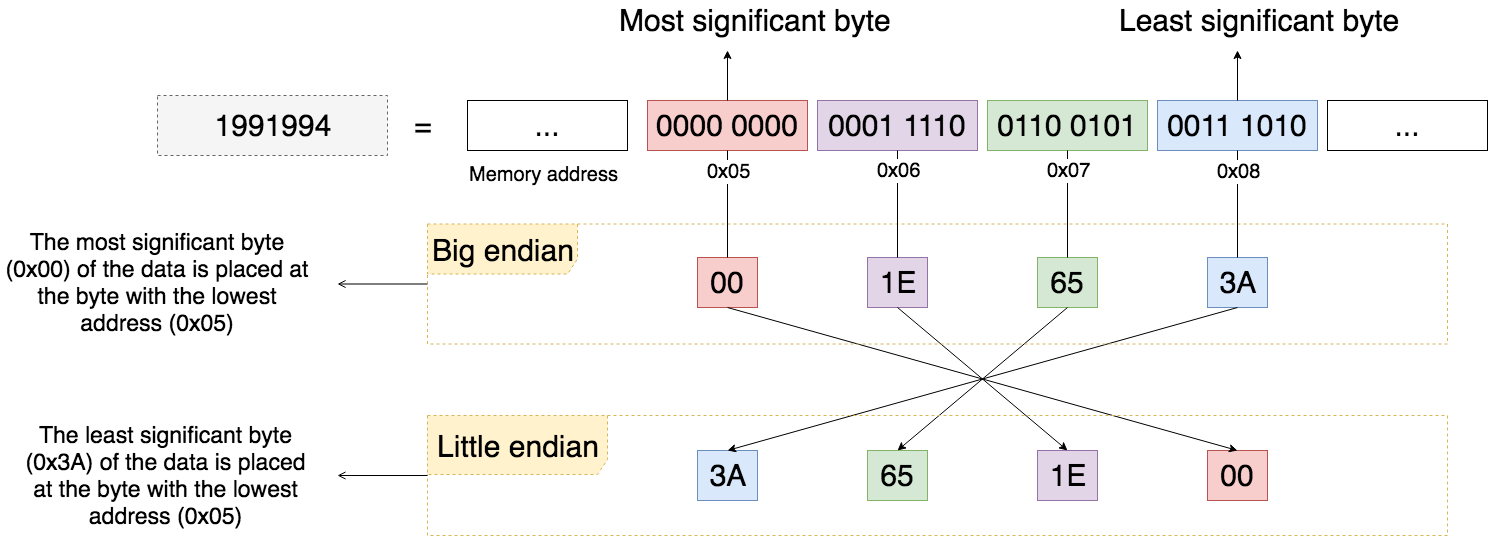 Most significant byte Least significant byte
1991994 = ... 0000 0000 0001 1110 0110 0101 0011 1010 ...
Memory address 0x05 0x06 0x07 0x08
The most significant byte
(0x00) of the data is placed at
the byte with the lowest
address (0x05)
Big endian
00 1E 65 3A
The least significant byte
(0x3A) of the data is placed
at the byte with the lowest
address (0x05)
Little endian
3A 65 1E 00